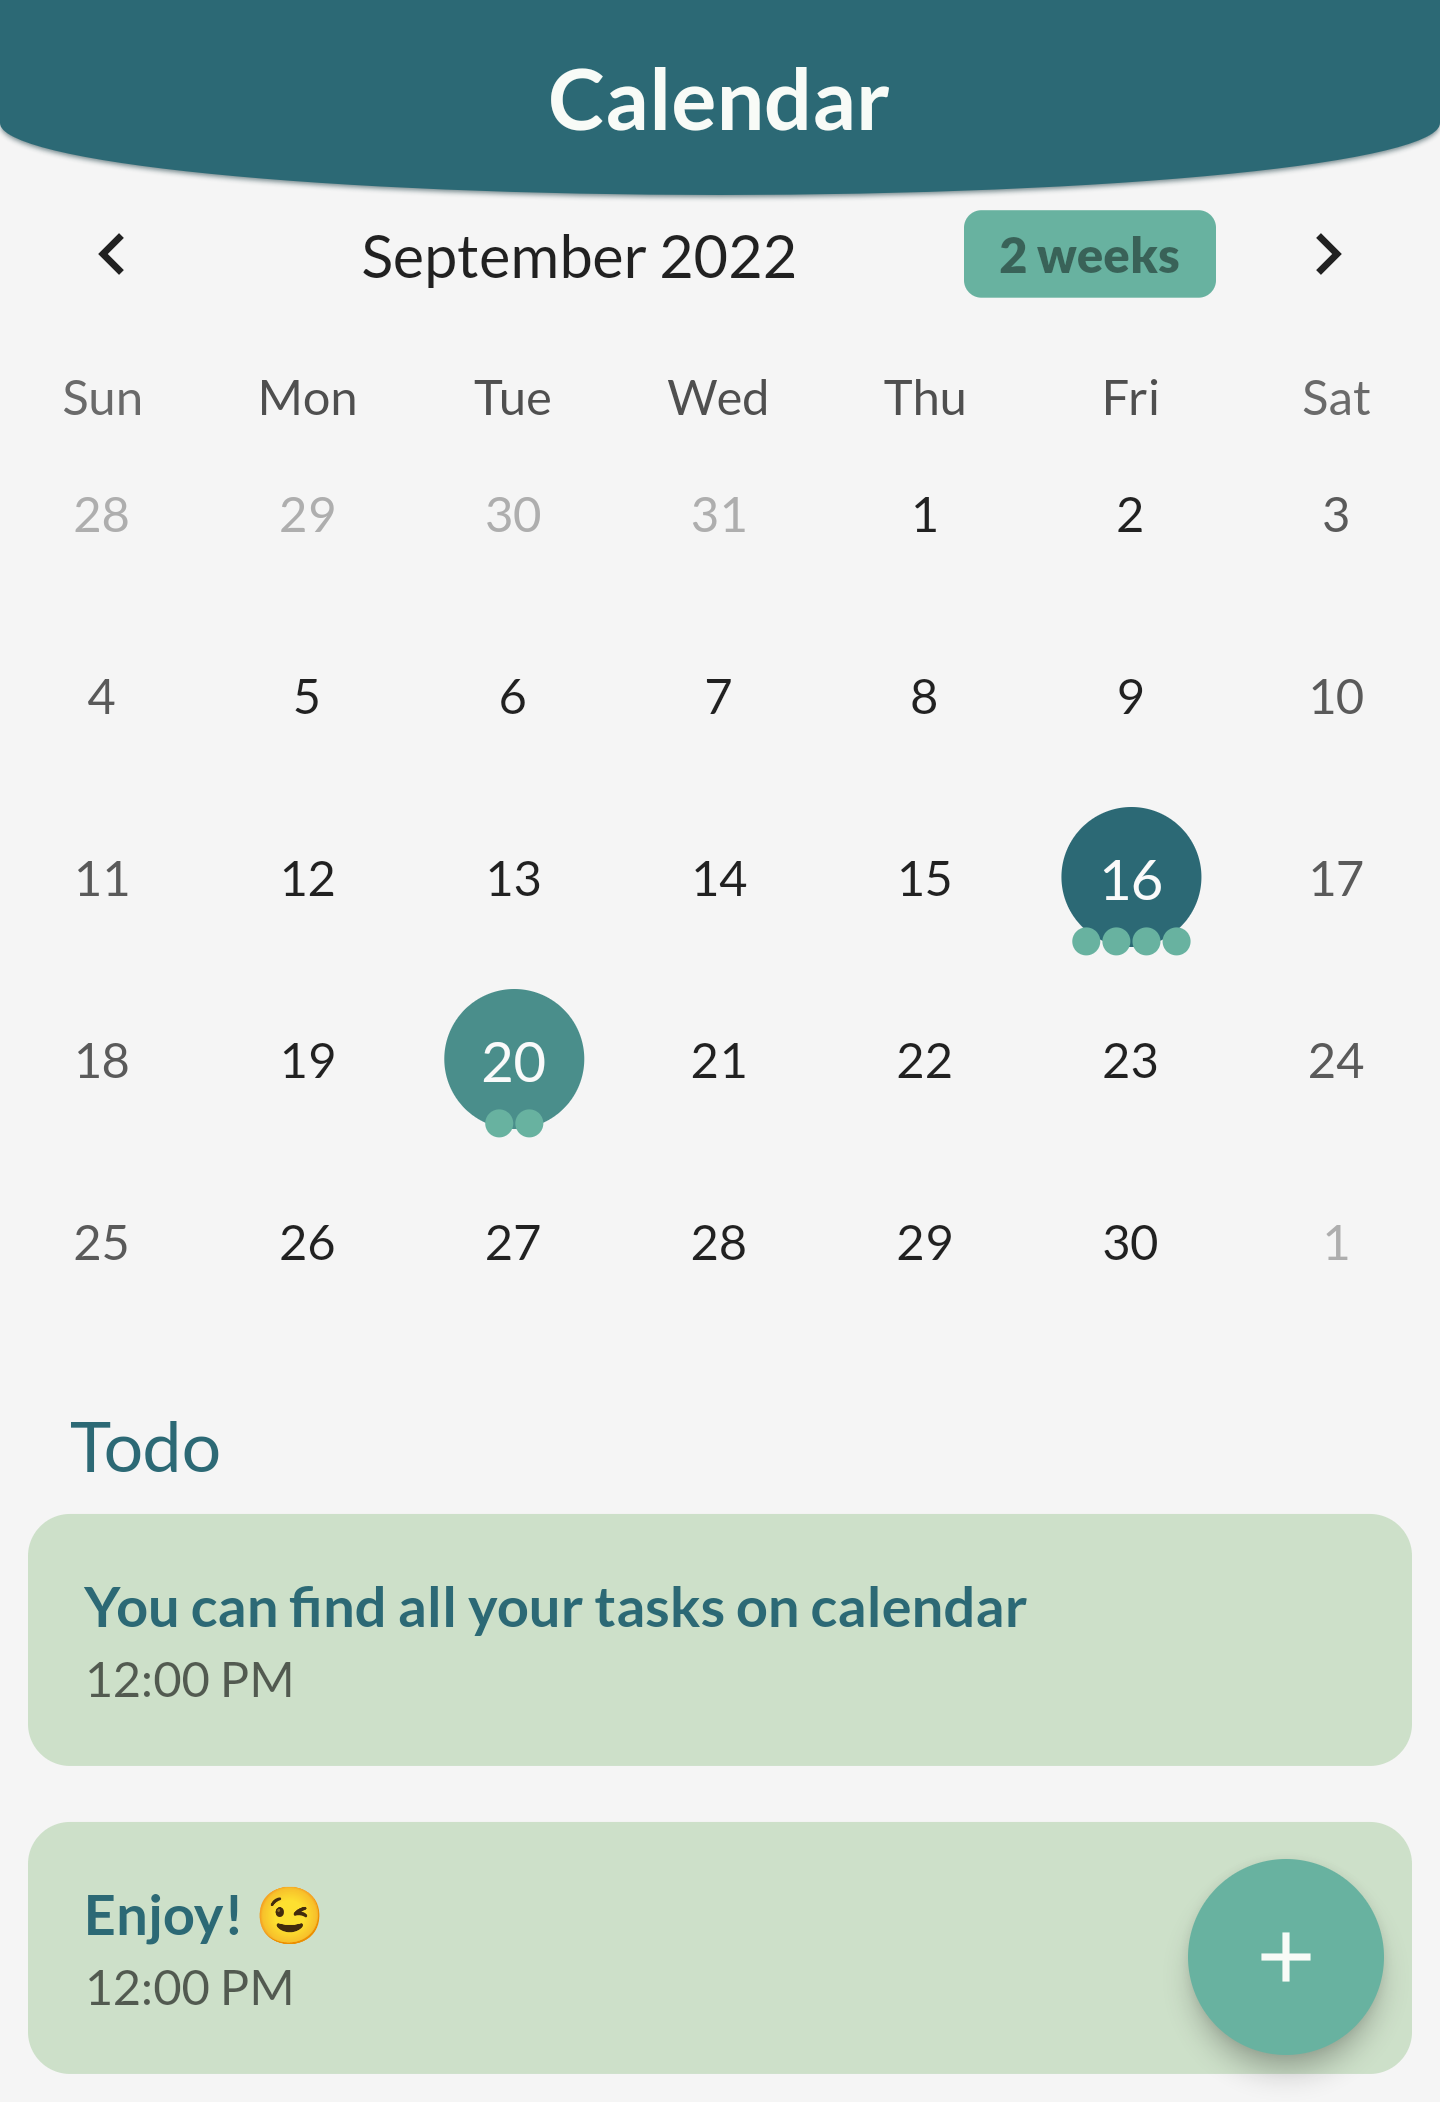 Calendar
September 2022 2 weeks
Sun Mon Tue Wed Thu Fri Sat
28 29 30 31 1 2 3
4 5 6 7 8 9 10
11 12 13 14 15 16 17
18 19 20 21 22 23 24
25 26 27 28 29 30 1
Todo
You can find all your tasks on calendar
12:00 PM
Enjoy! 😉
12:00 PM